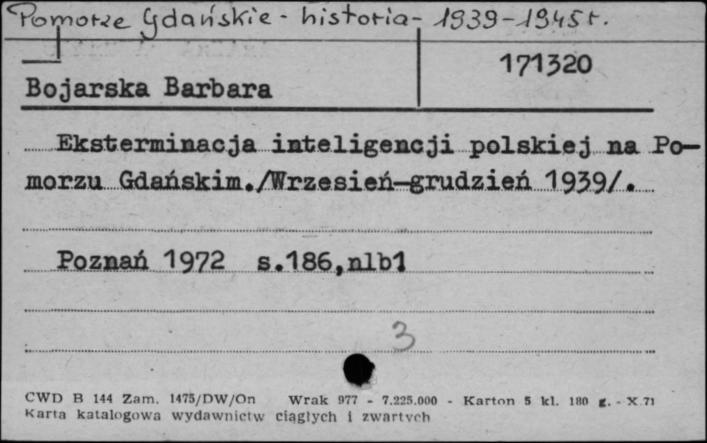 Pomorze Gdańskie - historia - 1939-1945 r.
171320
Bojarska Barbara
Eksterminacja inteligencji polskiej na Po-
morzu Gdańskim./Wrzesień-grudzień 1939/.
Poznań 1972 s.186,nlb1
3
CWD B 144 Zam. 1475/DW/On Wrak 977 - 7.225.000 - Karton 5 kl. 180 g. - X.71
Karta katalogowa wydawnictw ciągłych i zwartych